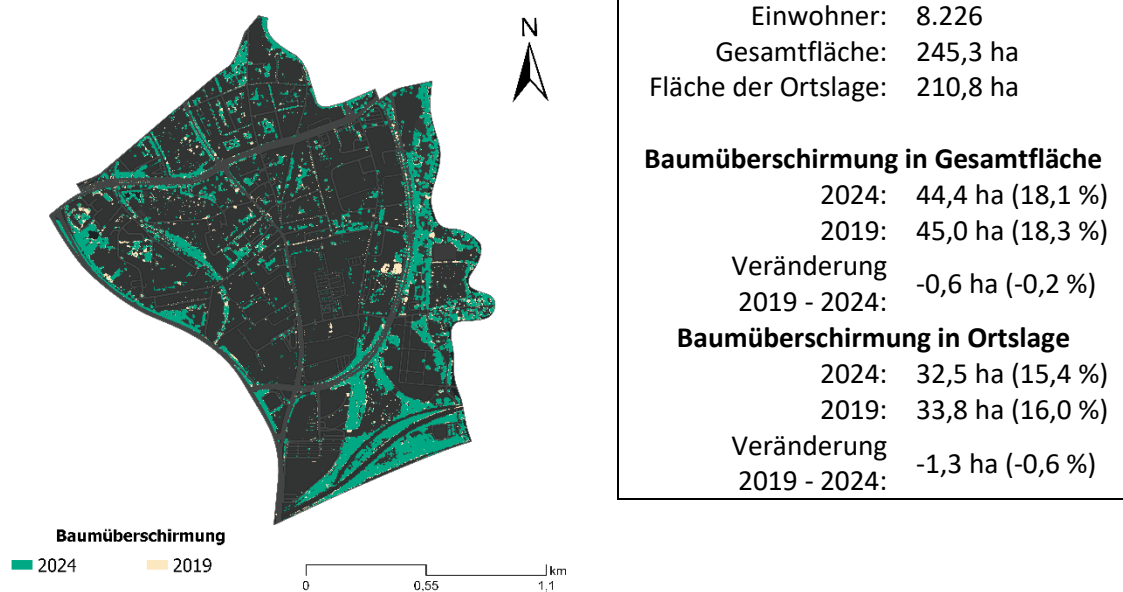 N
Einwohner: 8.226
Gesamtfläche: 245,3 ha
Fläche der Ortslage: 210,8 ha
Baumüberschirmung in Gesamtfläche
2024: 44,4 ha (18,1 %)
2019: 45,0 ha (18,3 %)
Veränderung
2019 - 2024: -0,6 ha (-0,2 %)
Baumüberschirmung in Ortslage
2024: 32,5 ha (15,4 %)
2019: 33,8 ha (16,0 %)
Veränderung
2019 - 2024: -1,3 ha (-0,6 %)
Baumüberschirmung
2024 2019
km
0 0,55 1,1